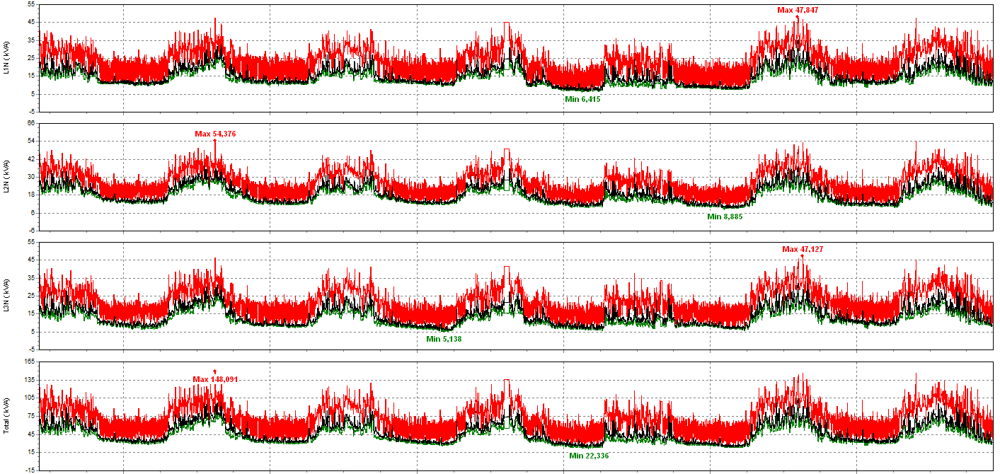 55
Max 47,847
45
35
L1N ( kVA)
25
15
Min 6,415
5
-5
66
Max 54,376
54
42
L2N ( kVA)
30
18
Min 8,885
6
-6
55
Max 47,127
45
35
L3N ( kVA)
25
15
Min 5,138
5
-5
165
Max 148,091
135
105
Total ( kVA)
75
45
Min 22,336
15
-15